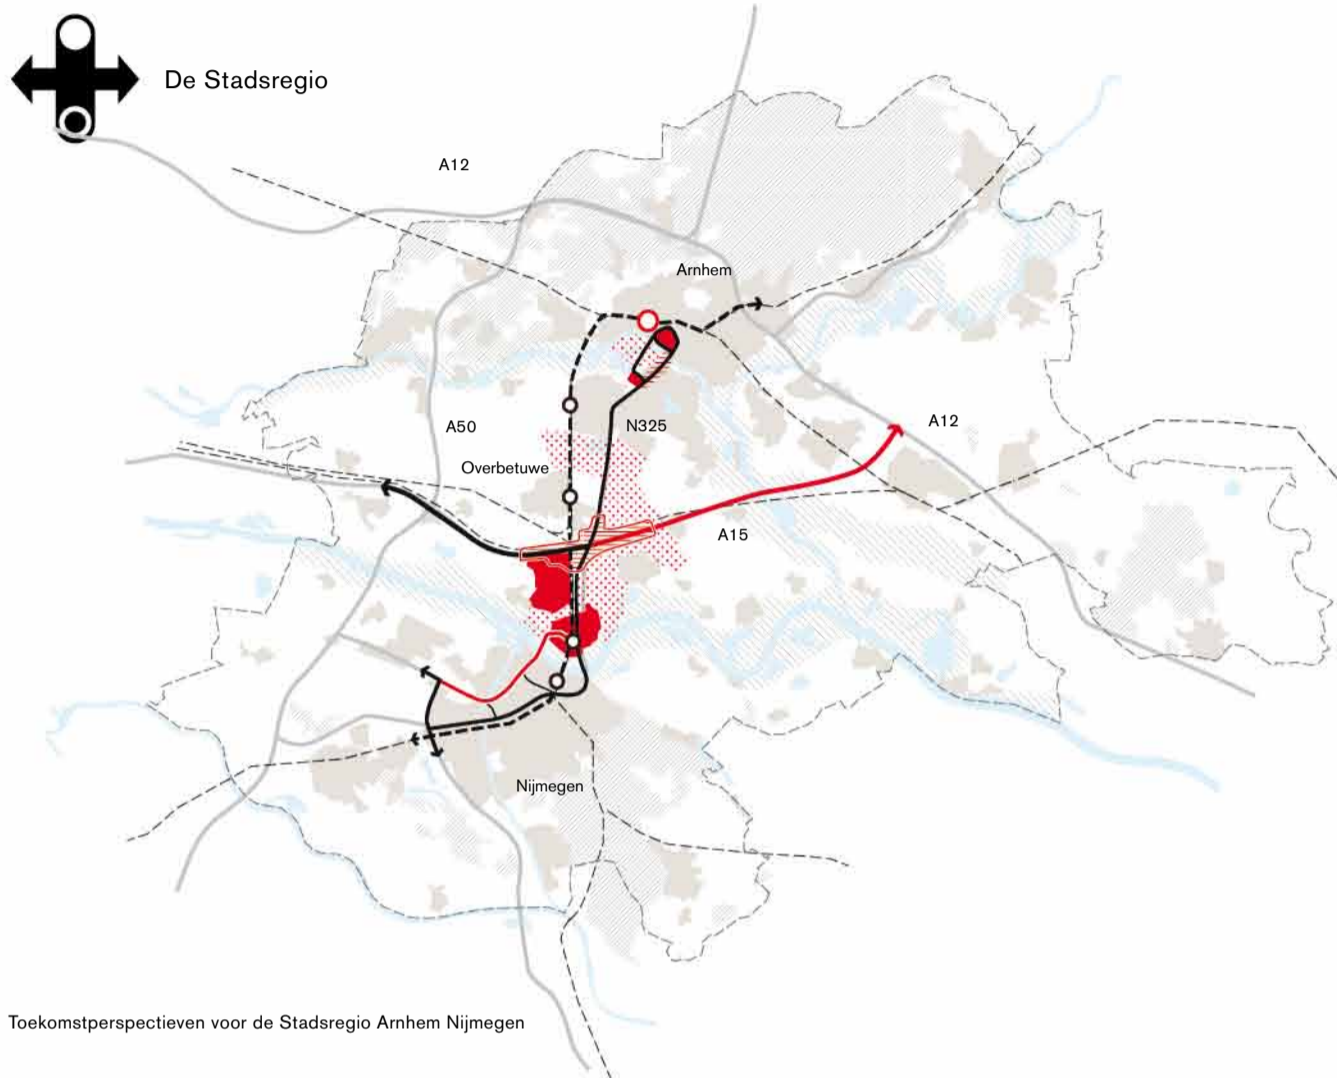 De Stadsregio
A12
Arnhem
A50
N325
A12
Overbetuwe
A15
Nijmegen
Toekomstperspectieven voor de Stadsregio Arnhem Nijmegen